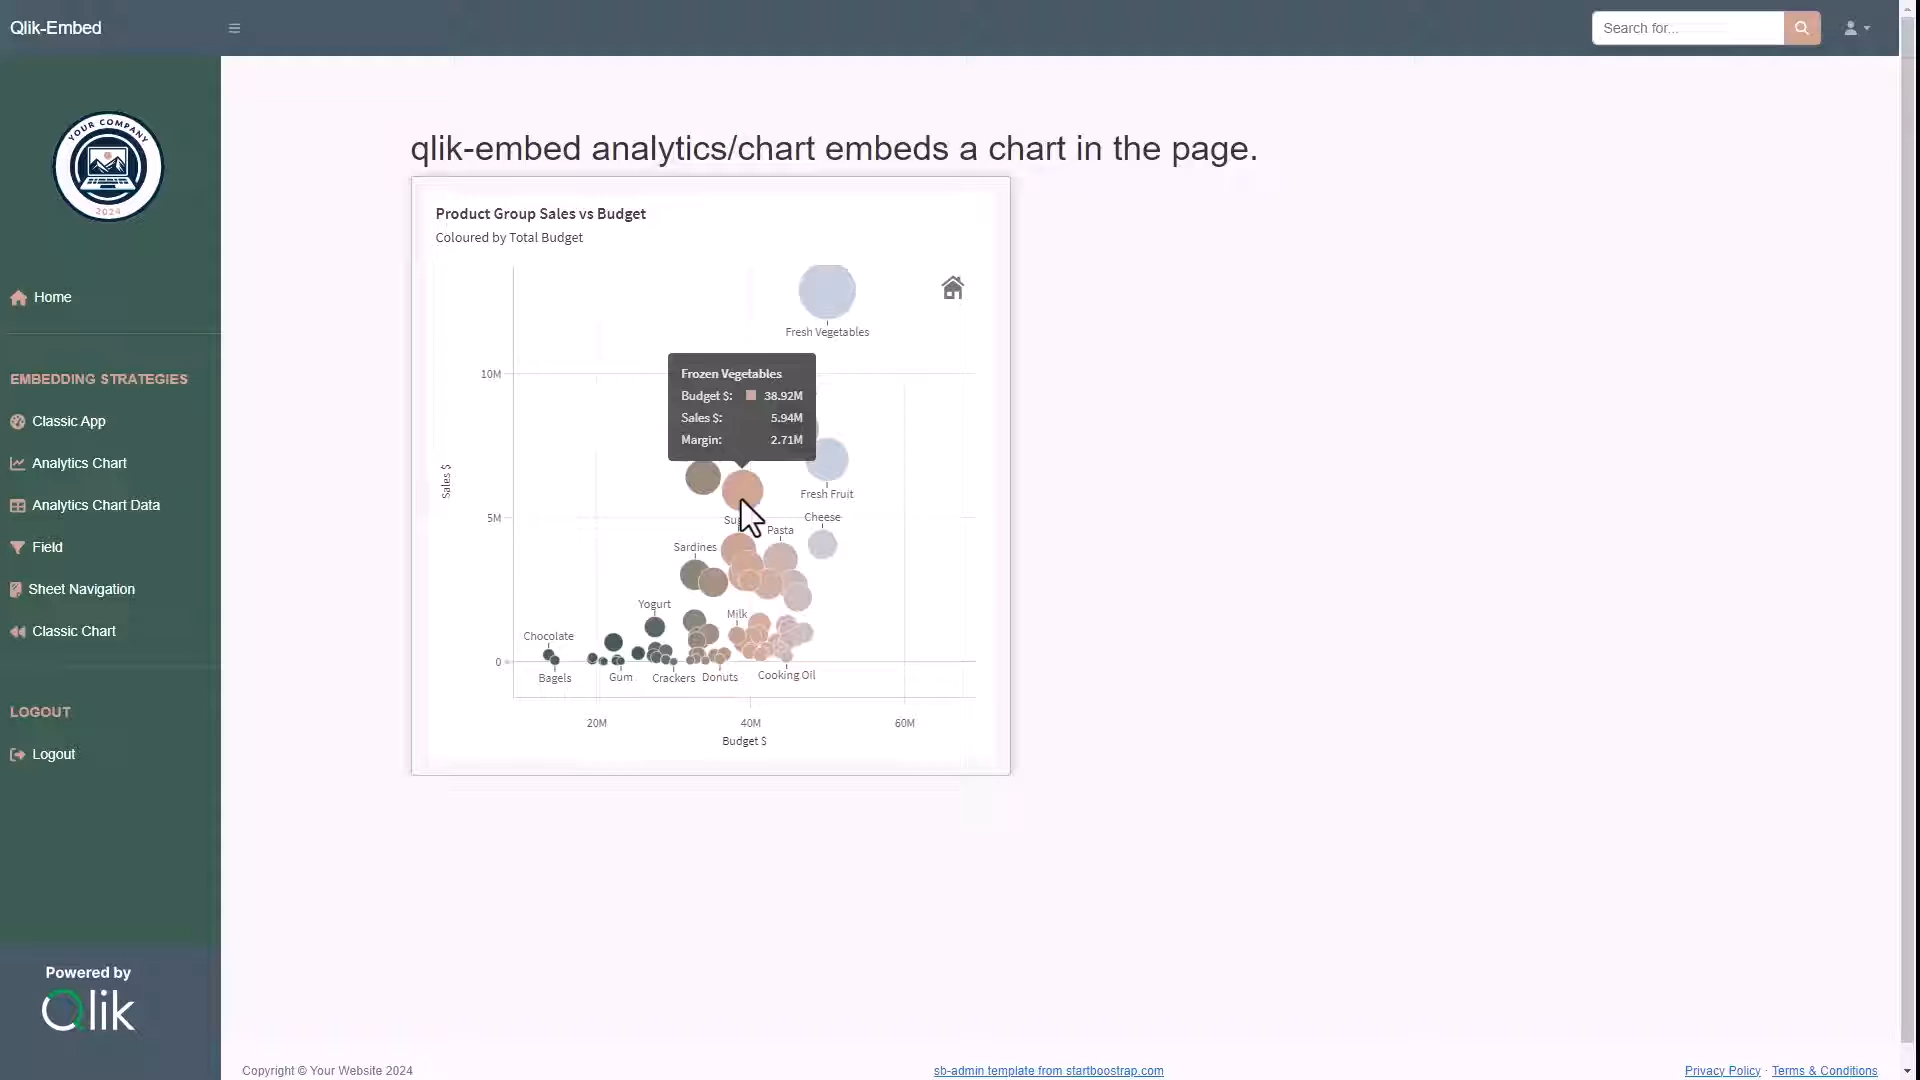 Qlik-Embed
Search for...
YOUR COMPANY
2024
Home
EMBEDDING STRATEGIES
Classic App
Analytics Chart
Analytics Chart Data
Field
Sheet Navigation
Classic Chart
LOGOUT
Logout
Powered by
Qlik
qlik-embed analytics/chart embeds a chart in the page.
Product Group Sales vs Budget
Coloured by Total Budget
Fresh Vegetables
10M
Frozen Vegetables
Budget $: 38.92M
Sales $: 5.94M
Margin: 2.71M
Sales $
Fresh Fruit
5M
Cheese
Pasta
Sardines
Yogurt
Milk
Chocolate
0
Bagels
Gum
Crackers
Donuts
Cooking Oil
20M
40M
60M
Budget $
Copyright © Your Website 2024
sb-admin template from startboostrap.com
Privacy Policy · Terms & Conditions